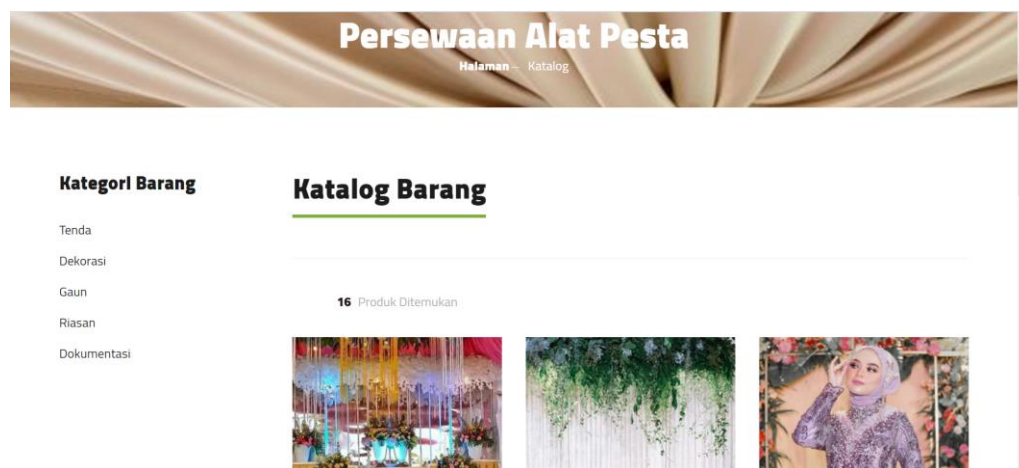 Persewaan Alat Pesta
Halaman – Katalog
Kategori Barang
Tenda
Dekorasi
Gaun
Riasan
Dokumentasi
Katalog Barang
16 Produk Ditemukan